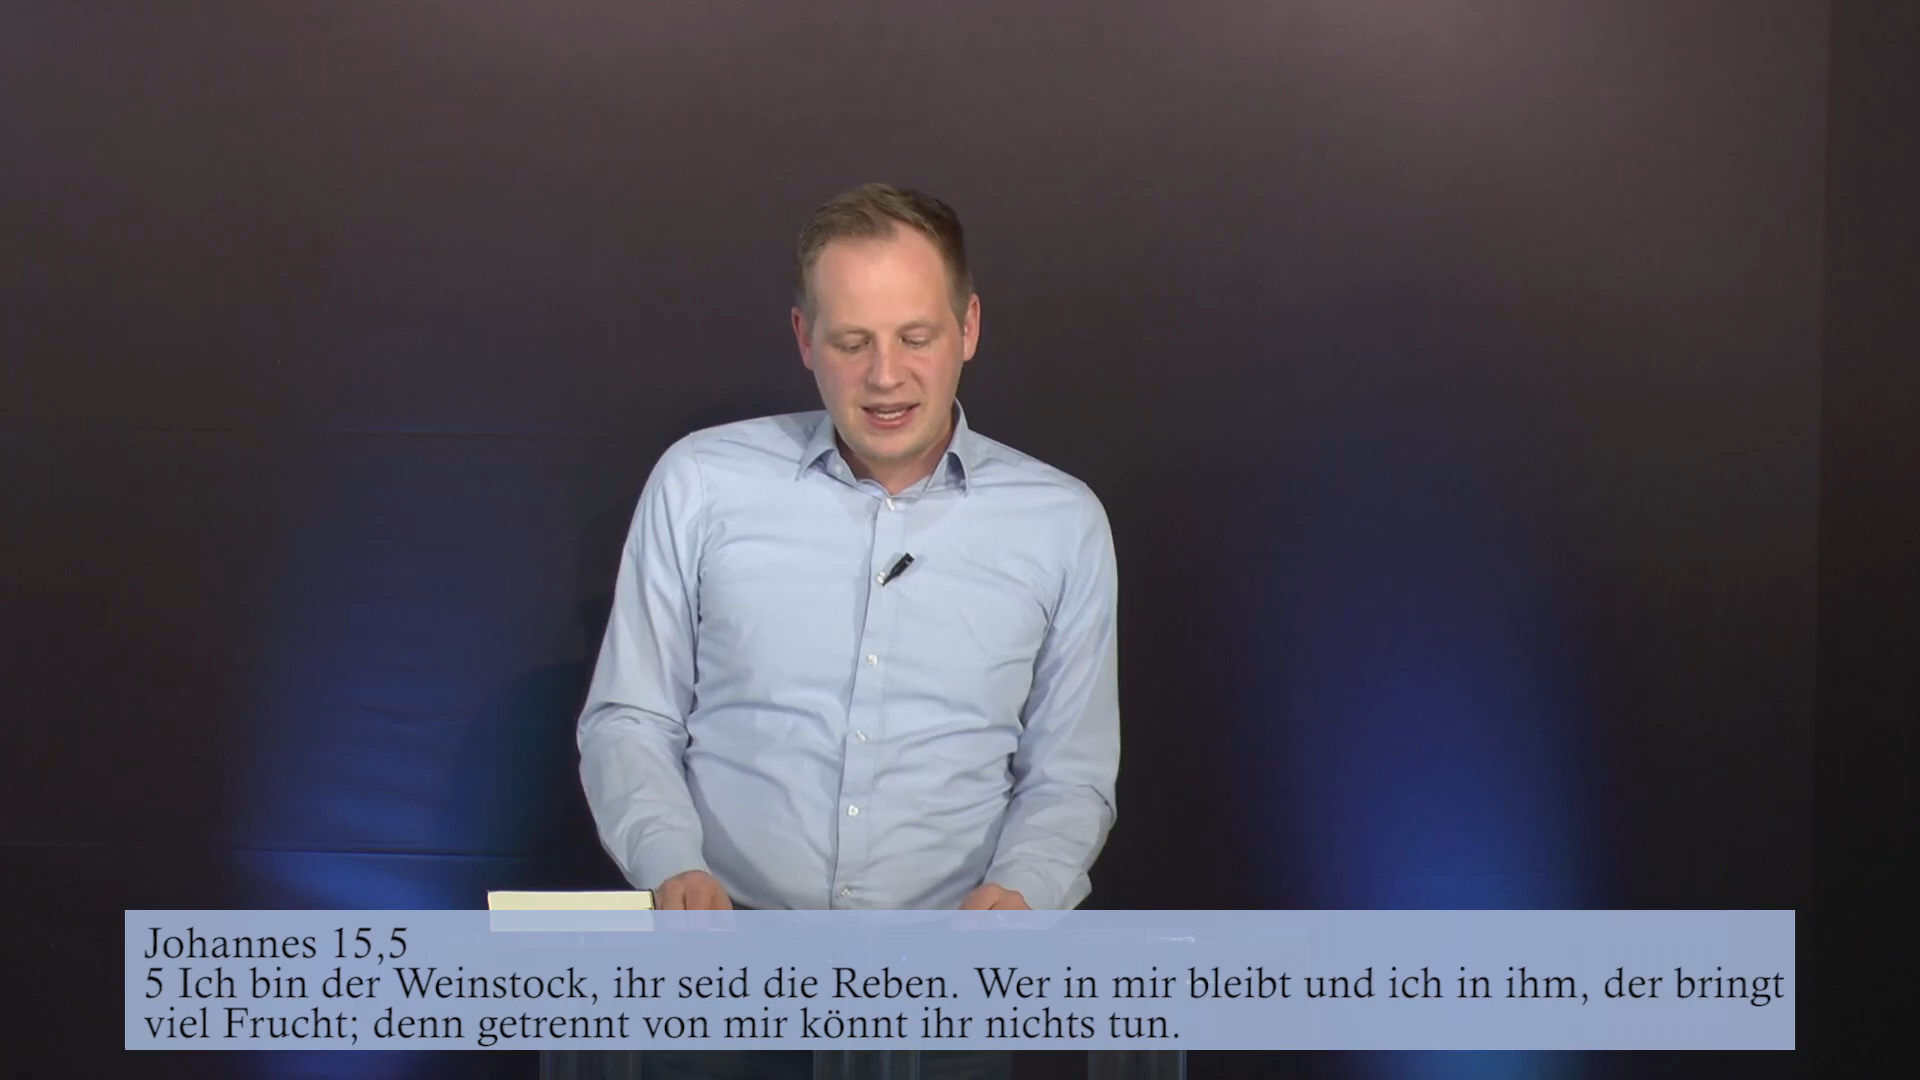 Johannes 15,5
5 Ich bin der Weinstock, ihr seid die Reben. Wer in mir bleibt und ich in ihm, der bringt
viel Frucht; denn getrennt von mir könnt ihr nichts tun.